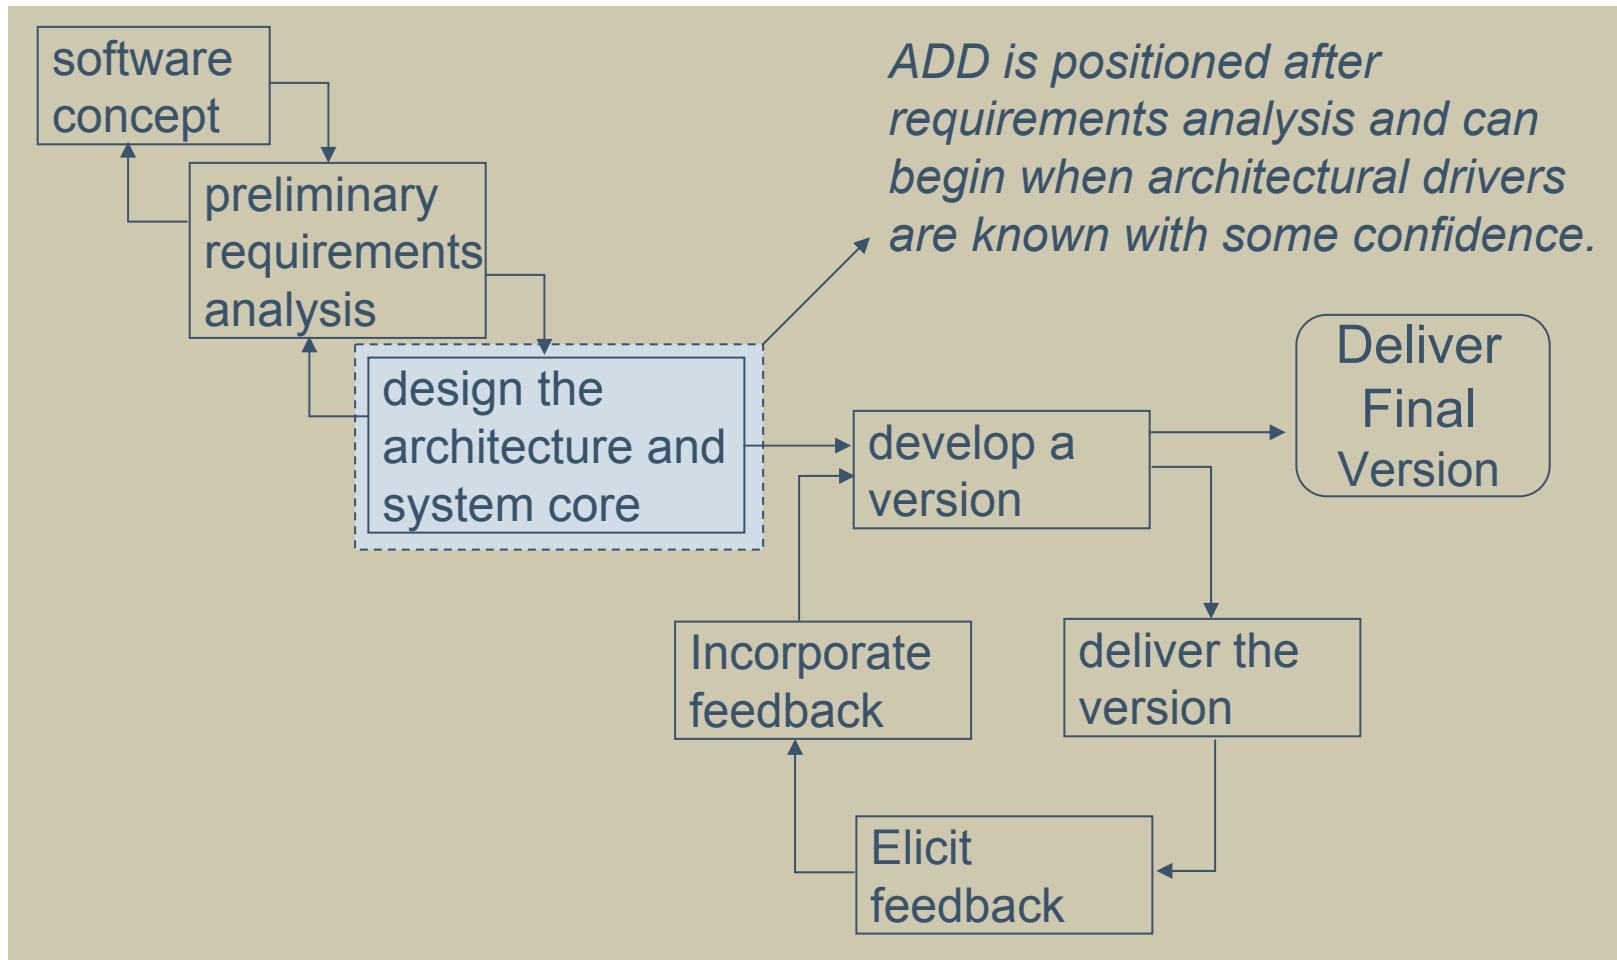 software
concept
preliminary
requirements
analysis
design the
architecture and
system core
ADD is positioned after
requirements analysis and can
begin when architectural drivers
are known with some confidence.
develop a
version
Deliver
Final
Version
Incorporate
feedback
deliver the
version
Elicit
feedback